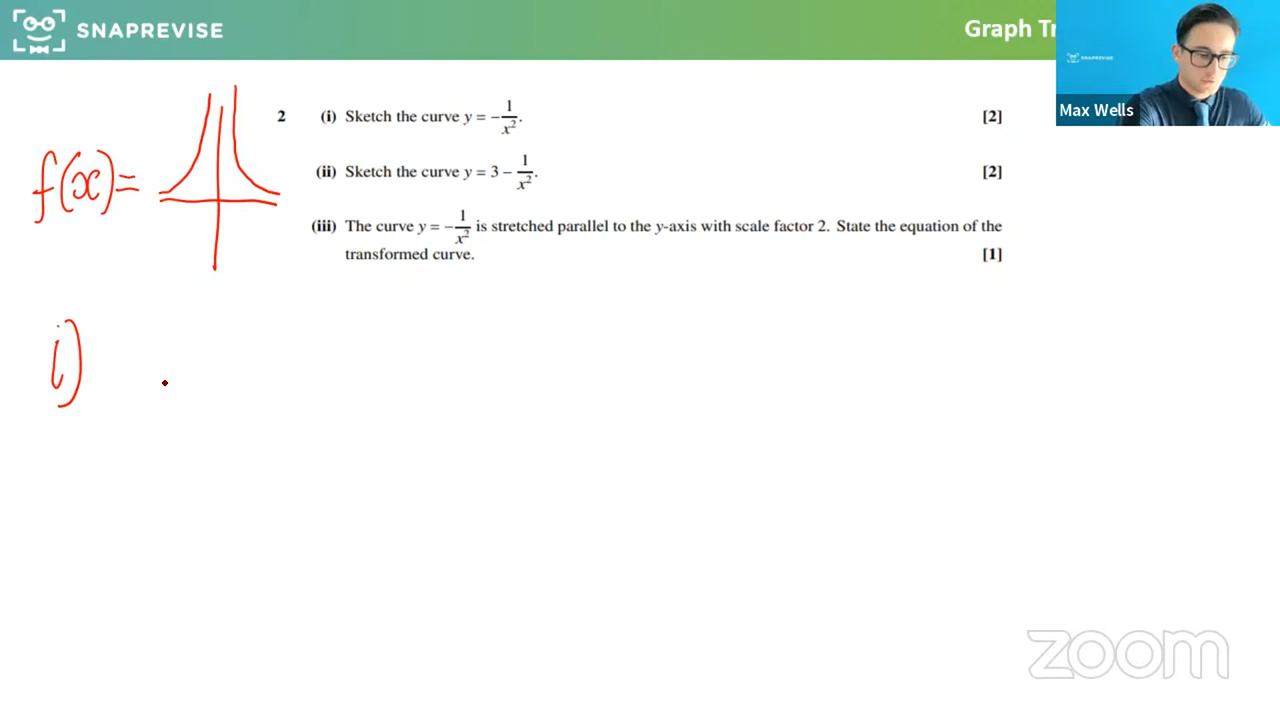 SNAPREVISE
Graph Tr
SNAPREVISE
Max Wells
f(x)=
2 (i) Sketch the curve y = -1/x². [2]
(ii) Sketch the curve y = 3 - 1/x². [2]
(iii) The curve y = -1/x² is stretched parallel to the y-axis with scale factor 2. State the equation of the
transformed curve. [1]
i)
zoom